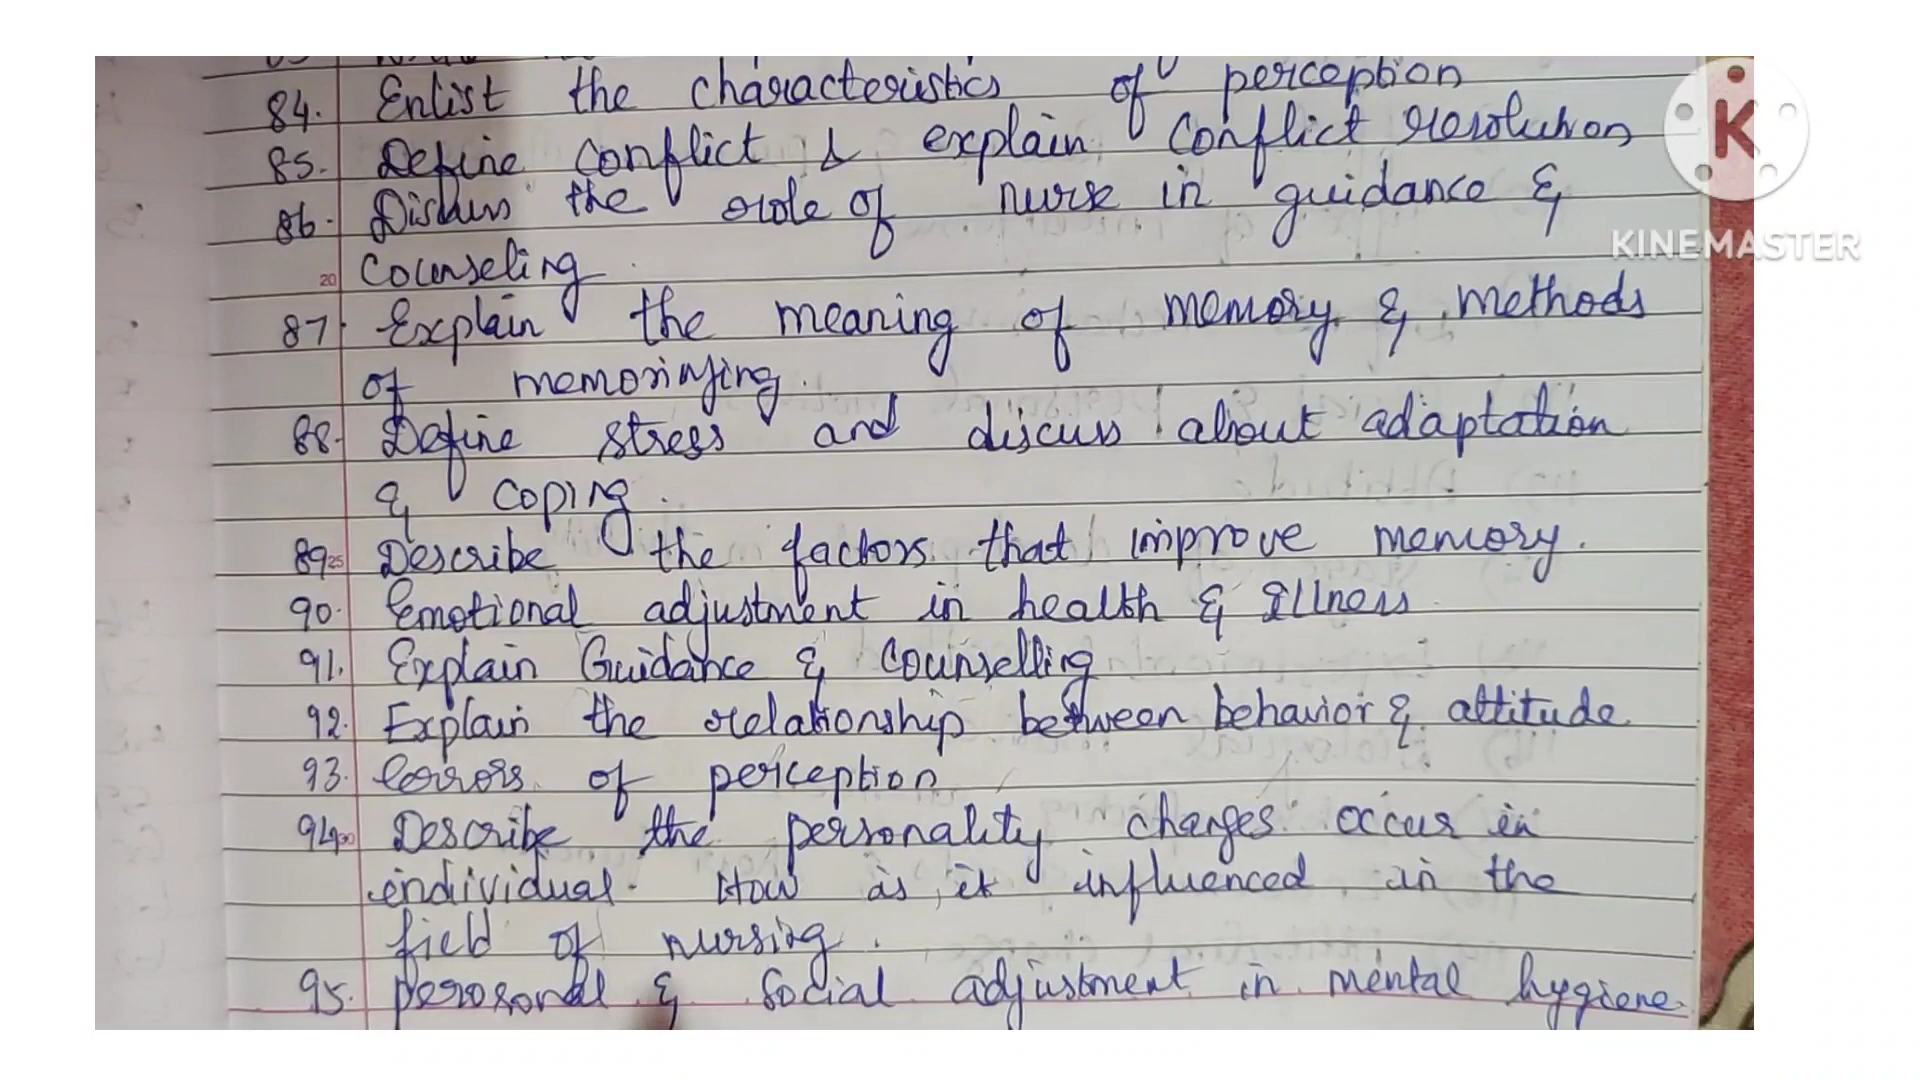 84. Enlist the characteristics of perception
85. Define conflict & explain conflict resolution
86. Discuss the role of nurse in guidance &
20 Counseling.
87. Explain the meaning of memory & methods
of memorizing.
88. Define stress and discuss about adaptation
& coping.
89. 25 Describe the factors that improve memory.
90. Emotional adjustment in health & Illness
91. Explain Guidance & Counselling
92. Explain the relationship between behavior & attitude
93. Errors of perception
94. 30 Describe the personality changes occur in
individual. How is it influenced in the
field of nursing.
95. personal & Social adjustment in mental hygiene.
K
KINEMASTER